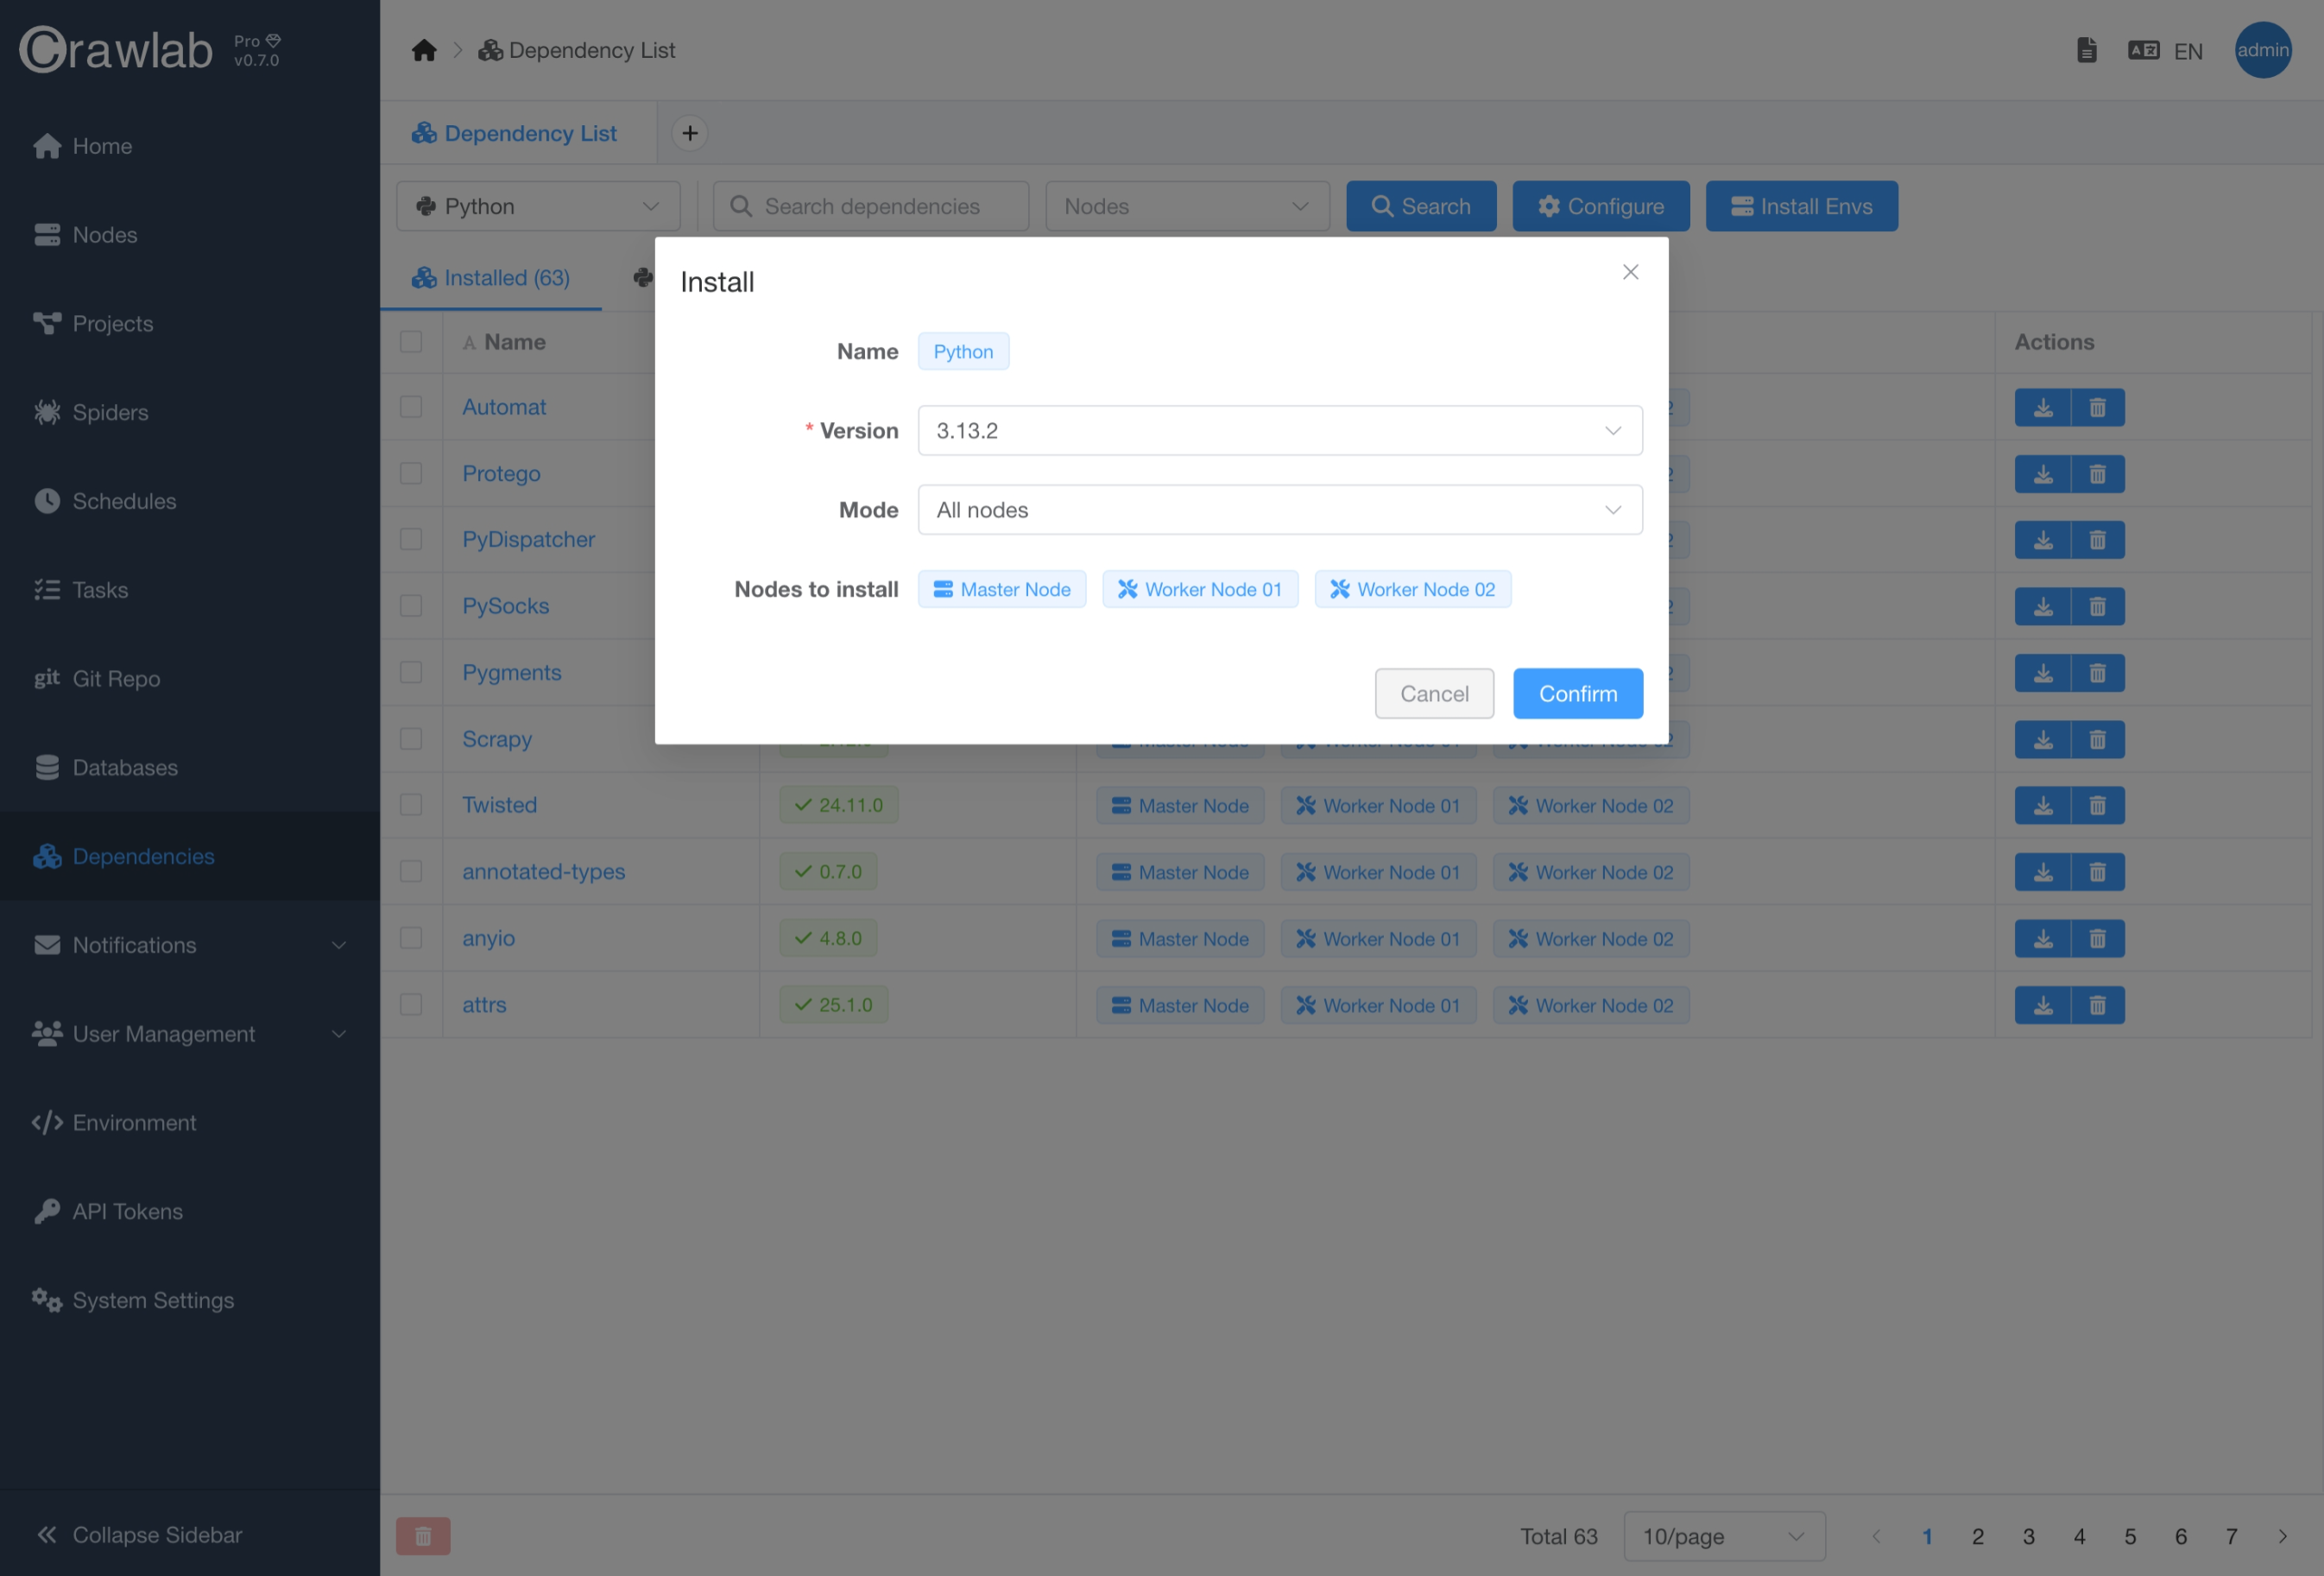 Crawlab Pro
v0.7.0
Dependency List
EN
admin
Home
Nodes
Projects
Spiders
Schedules
Tasks
git Git Repo
Databases
Dependencies
Notifications
User Management
Environment
API Tokens
System Settings
Collapse Sidebar
Dependency List
Python Search dependencies Nodes Search Configure Install Envs
Installed (63)
A Name Actions
Automat
Protego
PyDispatcher
PySocks
Pygments
Scrapy
Twisted 24.11.0 Master Node Worker Node 01 Worker Node 02
annotated-types 0.7.0 Master Node Worker Node 01 Worker Node 02
anyio 4.8.0 Master Node Worker Node 01 Worker Node 02
attrs 25.1.0 Master Node Worker Node 01 Worker Node 02
Install
Name Python
* Version 3.13.2
Mode All nodes
Nodes to install Master Node Worker Node 01 Worker Node 02
Cancel Confirm
Total 63 10/page 1 2 3 4 5 6 7